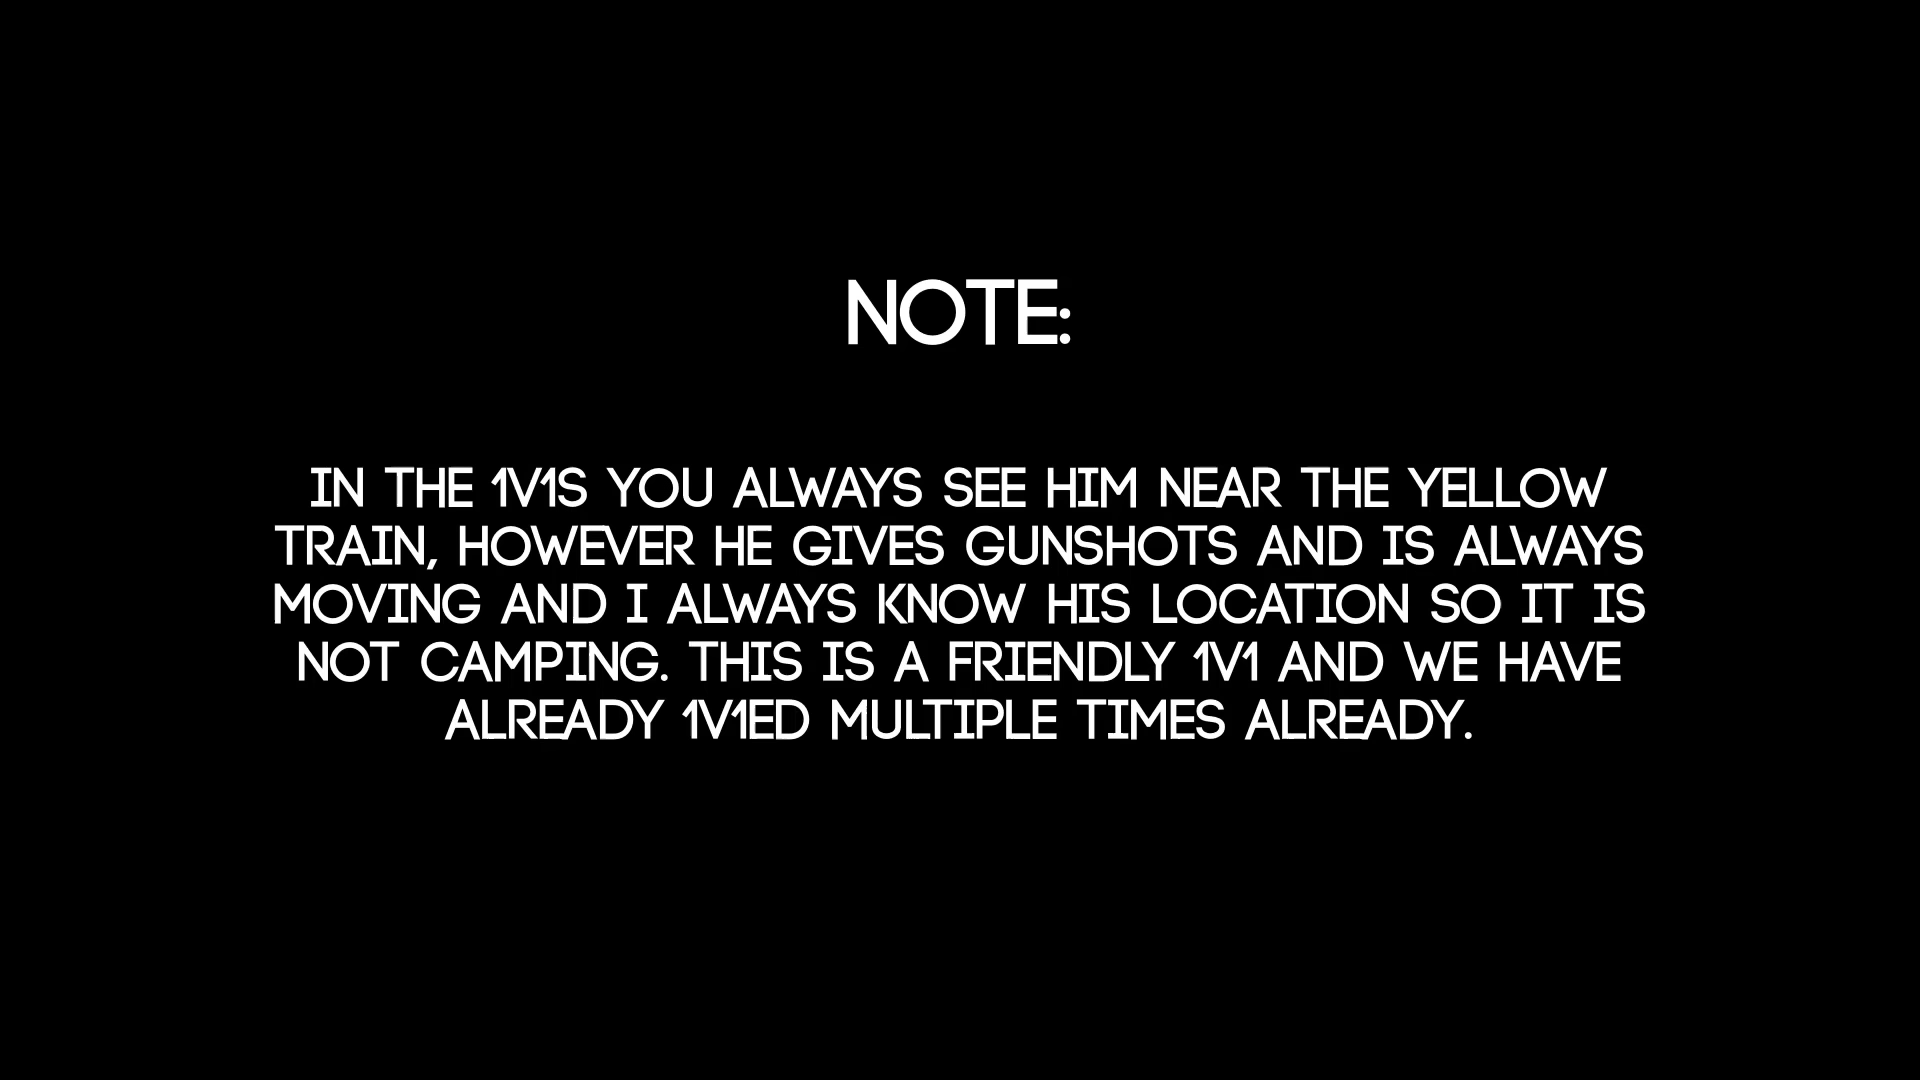 NOTE:
IN THE 1V1S YOU ALWAYS SEE HIM NEAR THE YELLOW
TRAIN, HOWEVER HE GIVES GUNSHOTS AND IS ALWAYS
MOVING AND I ALWAYS KNOW HIS LOCATION SO IT IS
NOT CAMPING. THIS IS A FRIENDLY 1V1 AND WE HAVE
ALREADY 1V1ED MULTIPLE TIMES ALREADY.